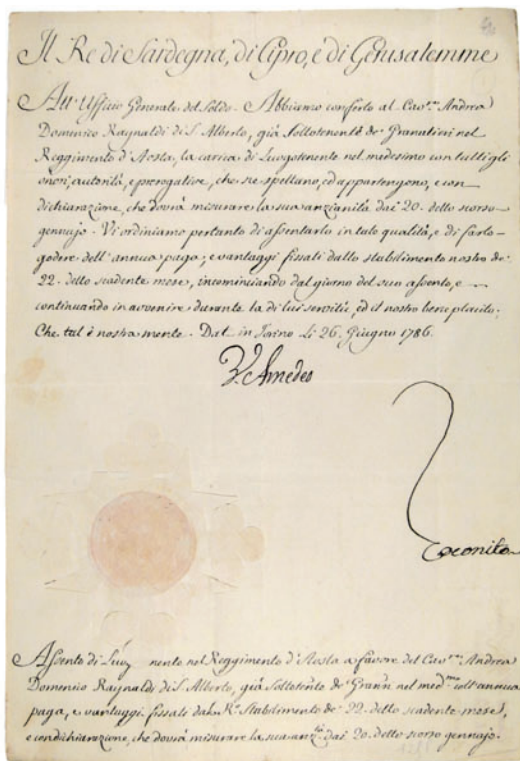 Il Re di Sardegna, di Cipro, e di Gerusalemme
All' Ufficio Generale del Soldo. Abbiamo conferto al Cav.re Andrea
Domenico Raynaldi di S. Alberto, già Sottotenente de' Granatieri nel
Reggimento d'Aosta, la carica di Luogotenente nel medesimo con tutti gli
onori, autorità, e prerogative, che ne spettano, ed appartengono, e con
dichiarazione, che dovrà misurare la sua anzianità dai 20. dello scorso
gennajo. Vi ordiniamo pertanto di assentarlo in tale qualità, e di farlo
godere dell' annua paga, e vantaggi fissati dallo stabilimento nostro de'
22. dello scadente mese, incominciando dal giorno del suo assento, e
continuando in avvenire durante la di lui servitù, ed il nostro beneplacito;
Che tal è nostra mente. Dat. in Torino li 26. Giugno 1786.
V. Amedeo
Assento di nente nel Reggimento d'Aosta a favore del Cav.re Andrea
Domenico Raynaldi di S. Alberto, già Sottote de' Gran.ri nel med.mo coll' annua
paga, e vantaggi fissati dallo R.o Stabilimento de' 22. dello scadente mese,
e con dichiarazione, che dovrà misurare la sua anz.tà dai 20. dello scorso gennajo.